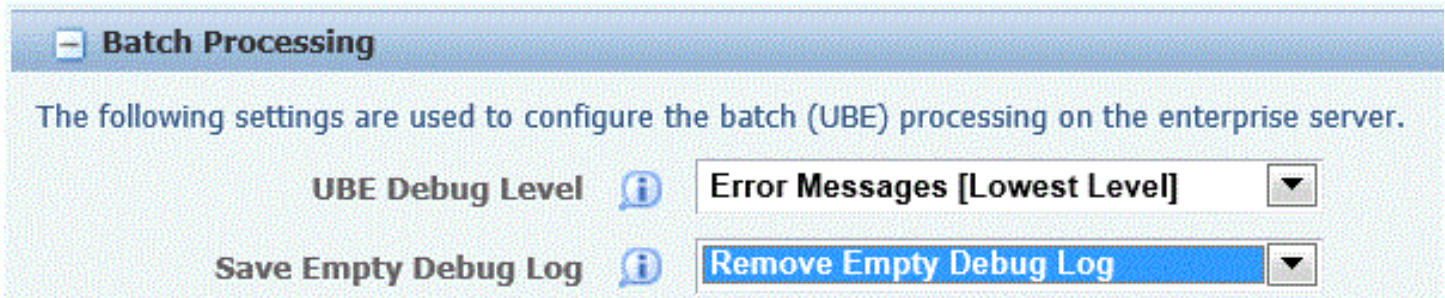 Batch Processing
The following settings are used to configure the batch (UBE) processing on the enterprise server.
UBE Debug Level Error Messages [Lowest Level]
Save Empty Debug Log Remove Empty Debug Log